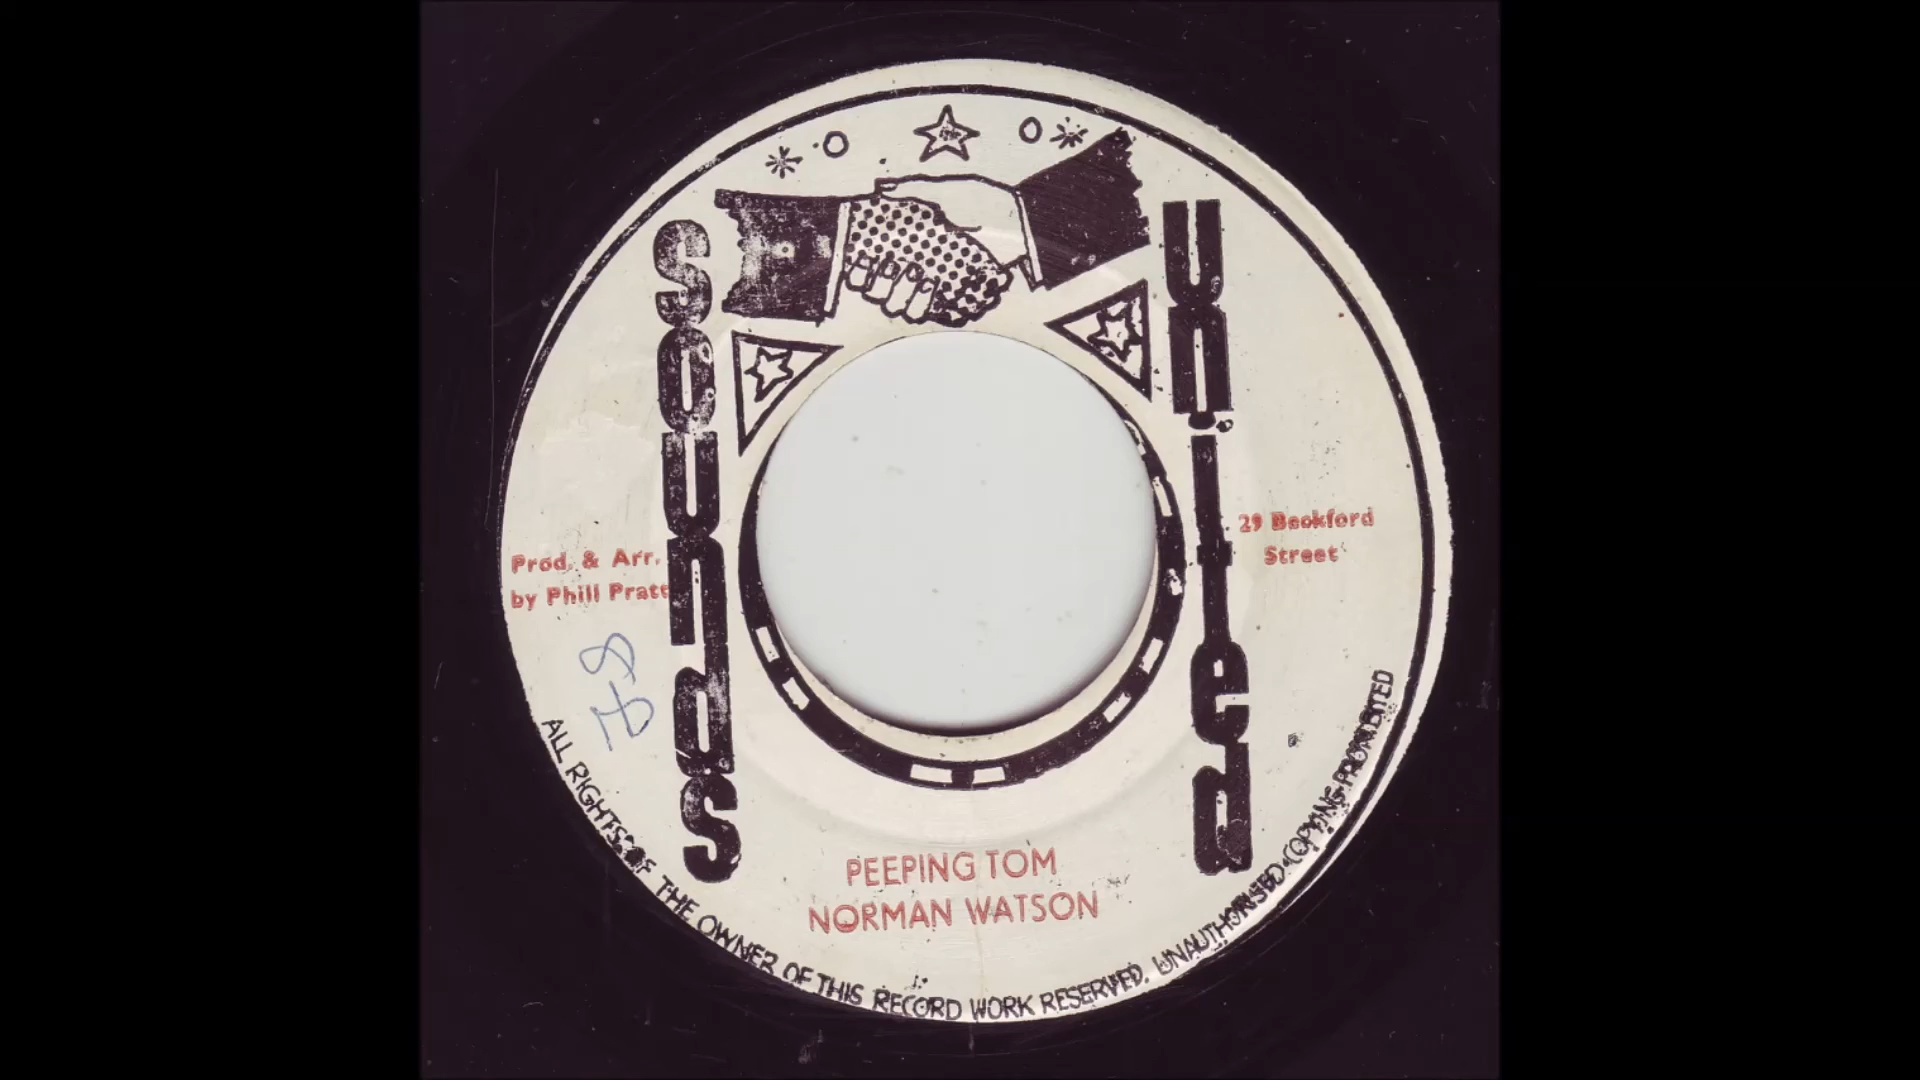 Sounds
United
Prod. & Arr.
by Phill Pratt
29 Beckford
Street
PEEPING TOM
NORMAN WATSON
ALL RIGHTS OF THE OWNER OF THIS RECORD WORK RESERVED. UNAUTHORISED COPYING PROHIBITED